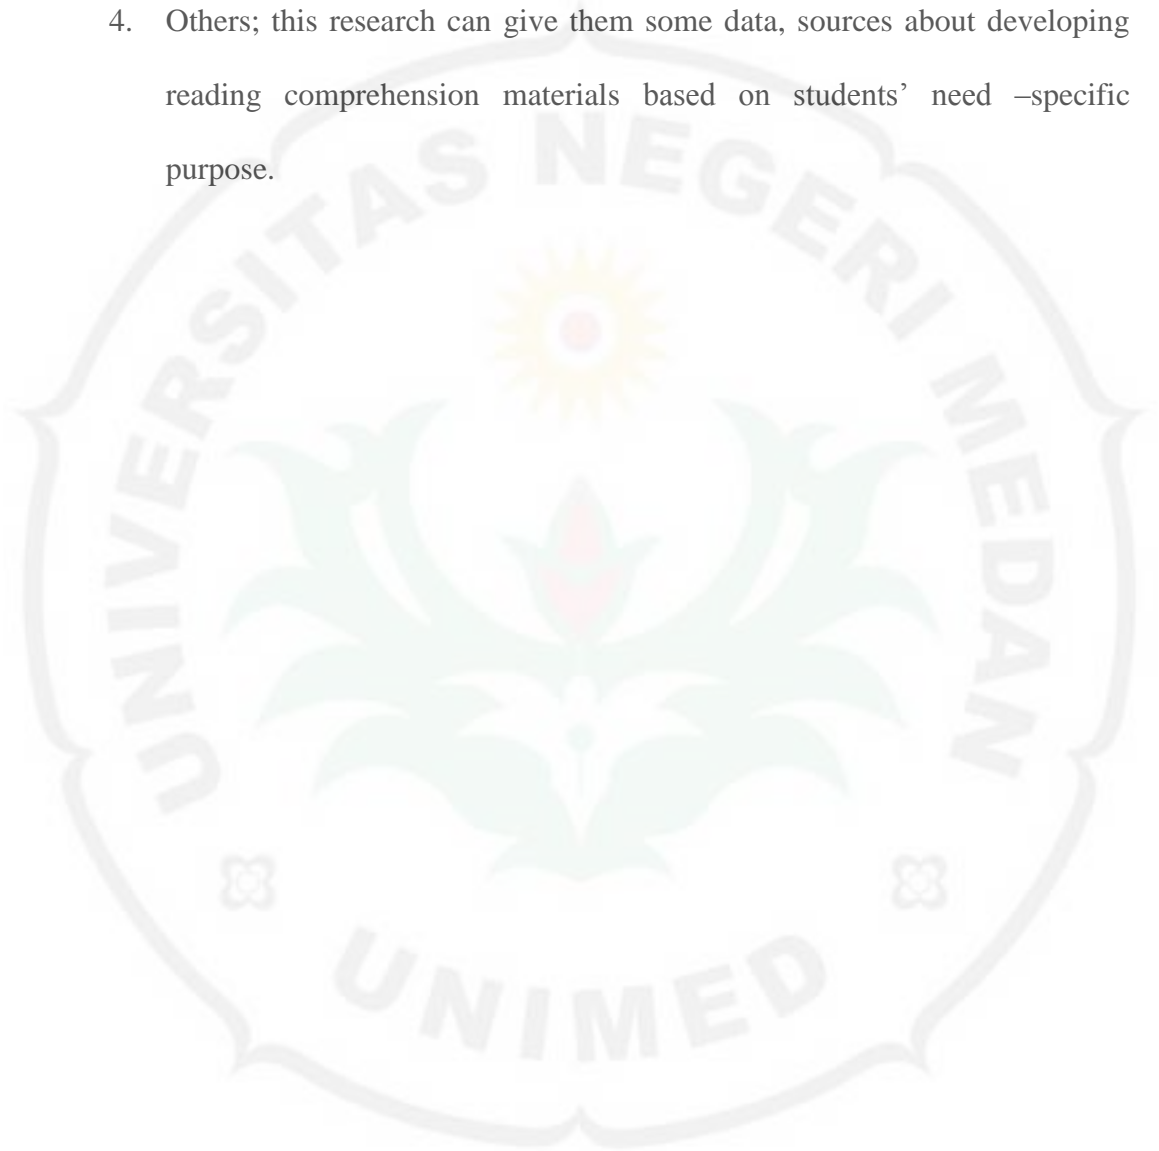 4. Others; this research can give them some data, sources about developing
reading comprehension materials based on students’ need –specific
purpose.
UNIVERSITAS NEGERI MEDAN
UNIMED